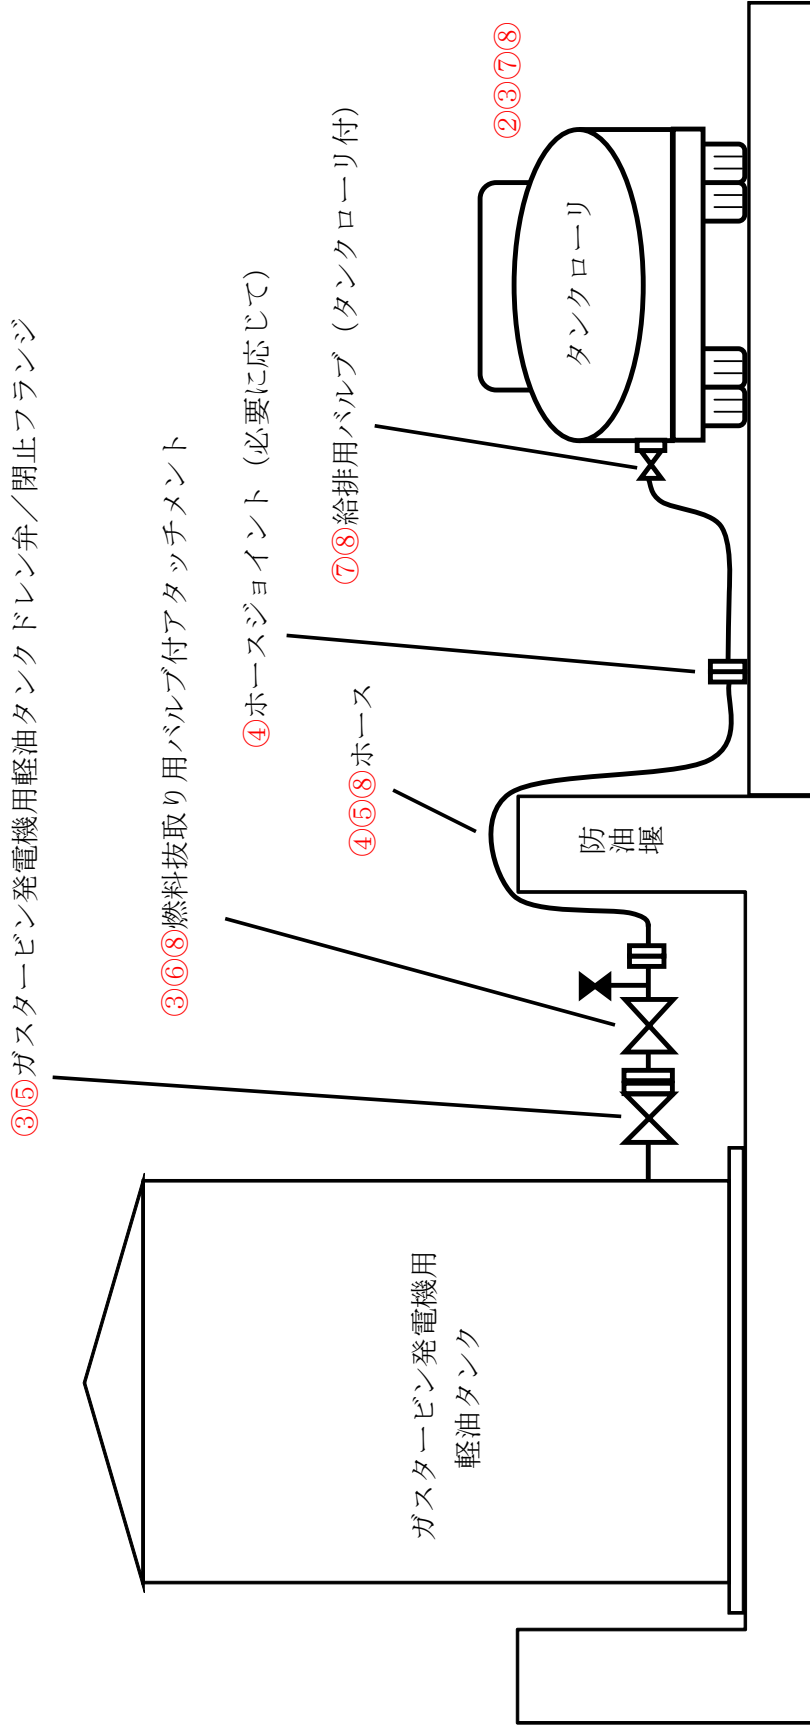 ③⑤ガスタービン発電機用軽油タンクドレン弁／閉止フランジ
③⑥⑧燃料抜取り用バルブ付アタッチメント
④ホースジョイント（必要に応じて）
⑦⑧給排用バルブ（タンクローリ付）
④⑤⑧ホース
②③⑦⑧
タンクローリ
防
油
堰
ガスタービン発電機用
軽油タンク